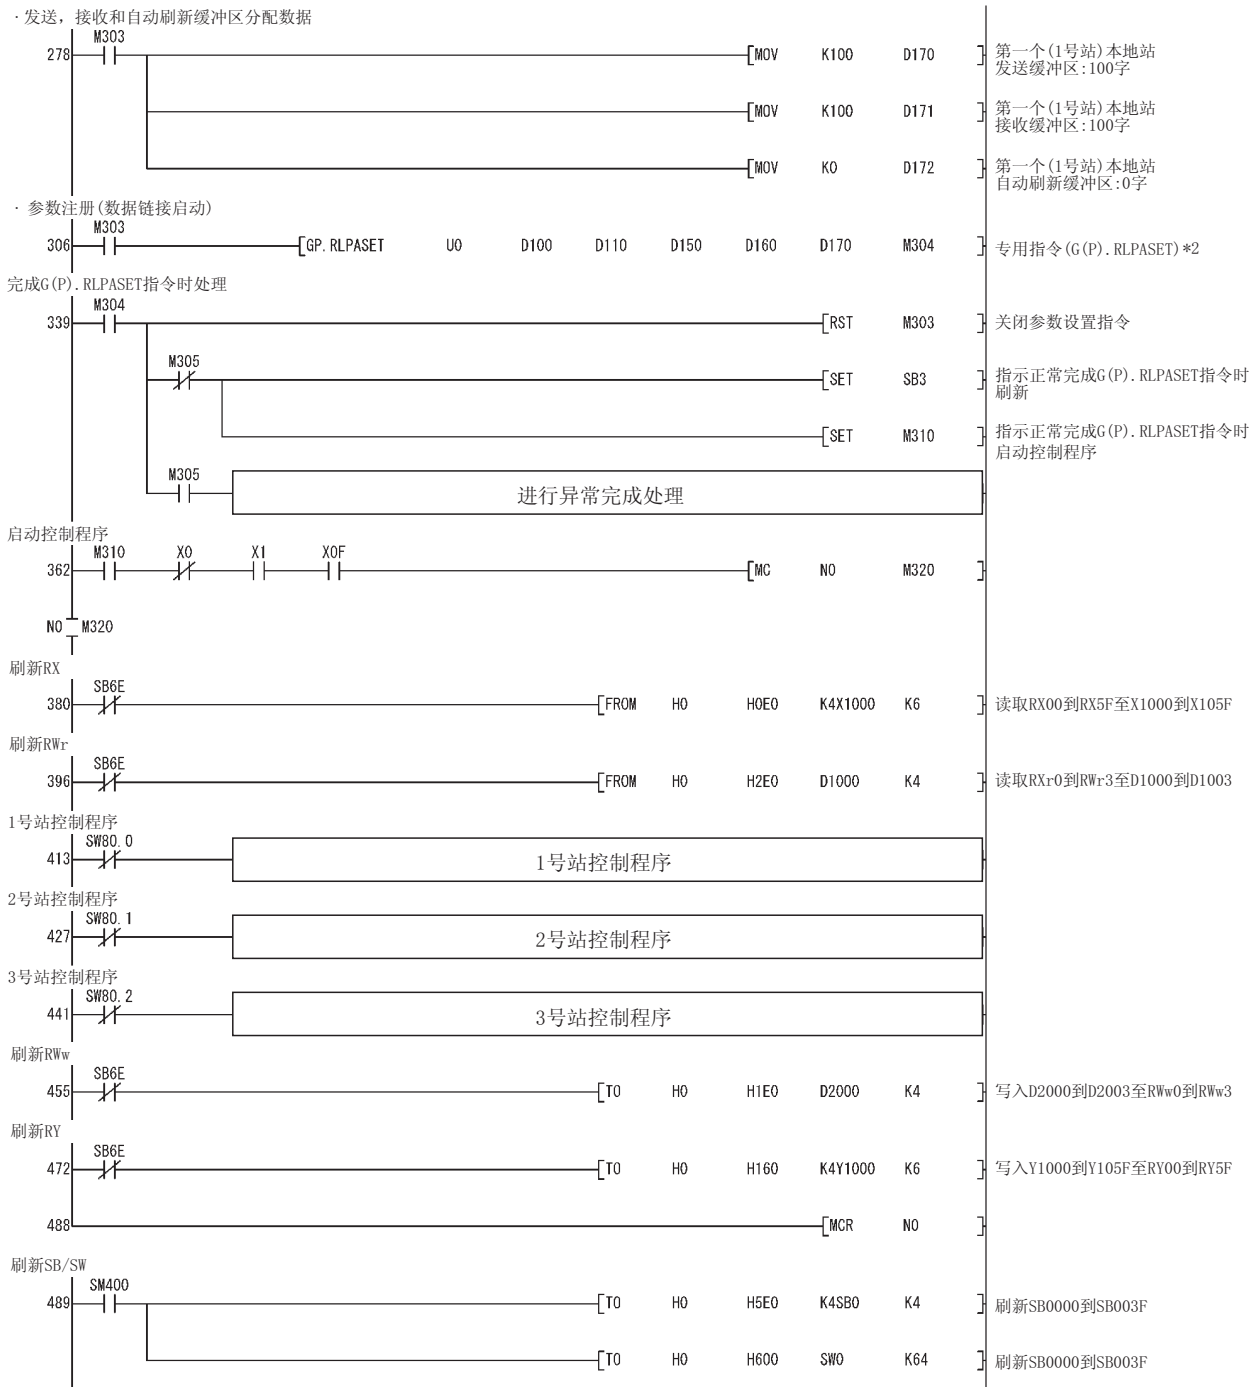 ·发送，接收和自动刷新缓冲区分配数据
M303
278 [MOV K100 D170 ] 第一个(1号站)本地站
发送缓冲区:100字
[MOV K100 D171 ] 第一个(1号站)本地站
接收缓冲区:100字
[MOV K0 D172 ] 第一个(1号站)本地站
自动刷新缓冲区:0字
·参数注册(数据链接启动)
M303
306 [GP.RLPASET U0 D100 D110 D150 D160 D170 M304 ] 专用指令(G(P).RLPASET)*2
完成G(P).RLPASET指令时处理
M304
339 [RST M303 ] 关闭参数设置指令
M305
[SET SB3 ] 指示正常完成G(P).RLPASET指令时
刷新
[SET M310 ] 指示正常完成G(P).RLPASET指令时
启动控制程序
M305
进行异常完成处理
启动控制程序
M310 X0 X1 X0F
362 [MC N0 M320 ]
N0 M320
刷新RX
SB6E
380 [FROM H0 H0E0 K4X1000 K6 ] 读取RX00到RX5F至X1000到X105F
刷新RWr
SB6E
396 [FROM H0 H2E0 D1000 K4 ] 读取RXr0到RWr3至D1000到D1003
1号站控制程序
SW80.0
413 1号站控制程序
2号站控制程序
SW80.1
427 2号站控制程序
3号站控制程序
SW80.2
441 3号站控制程序
刷新RWw
SB6E
455 [TO H0 H1E0 D2000 K4 ] 写入D2000到D2003至RWw0到RWw3
刷新RY
SB6E
472 [TO H0 H160 K4Y1000 K6 ] 写入Y1000到Y105F至RY00到RY5F
488 [MCR N0 ]
刷新SB/SW
SM400
489 [TO H0 H5E0 K4SB0 K4 ] 刷新SB0000到SB003F
[TO H0 H600 SW0 K64 ] 刷新SB0000到SB003F